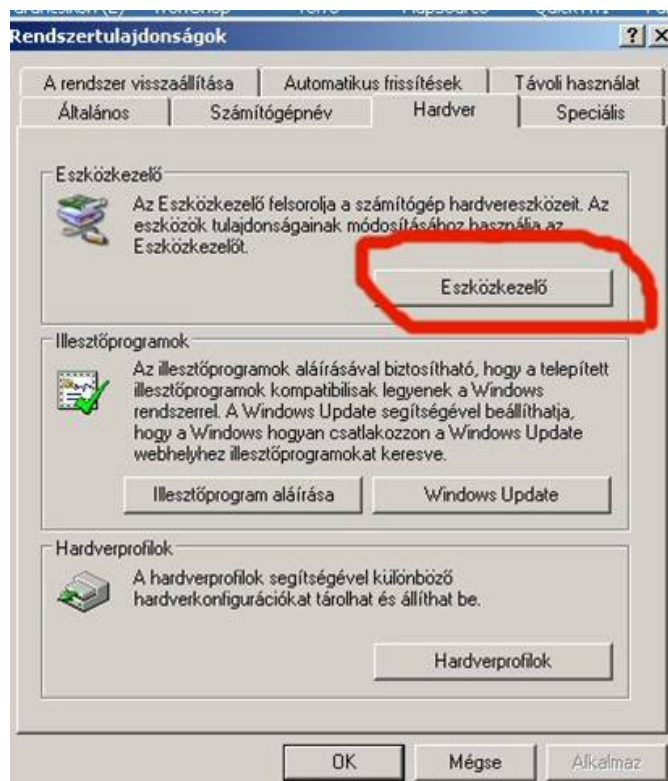 Rendszertulajdonságok
A rendszer visszaállítása Automatikus frissítések Távoli használat
Általános Számítógépnév Hardver Speciális
Eszközkezelő
Az Eszközkezelő felsorolja a számítógép hardvereszközeit. Az
eszközök tulajdonságainak módosításához használja az
Eszközkezelőt.
Eszközkezelő
Illesztőprogramok
Az illesztőprogramok aláírásával biztosítható, hogy a telepített
illesztőprogramok kompatibilisak legyenek a Windows
rendszerrel. A Windows Update segítségével beállíthatja,
hogy a Windows hogyan csatlakozzon a Windows Update
webhelyhez illesztőprogramokat keresve.
Illesztőprogram aláírása Windows Update
Hardverprofilok
A hardverprofilok segítségével különböző
hardverkonfigurációkat tárolhat és állíthat be.
Hardverprofilok
OK Mégse Alkalmaz